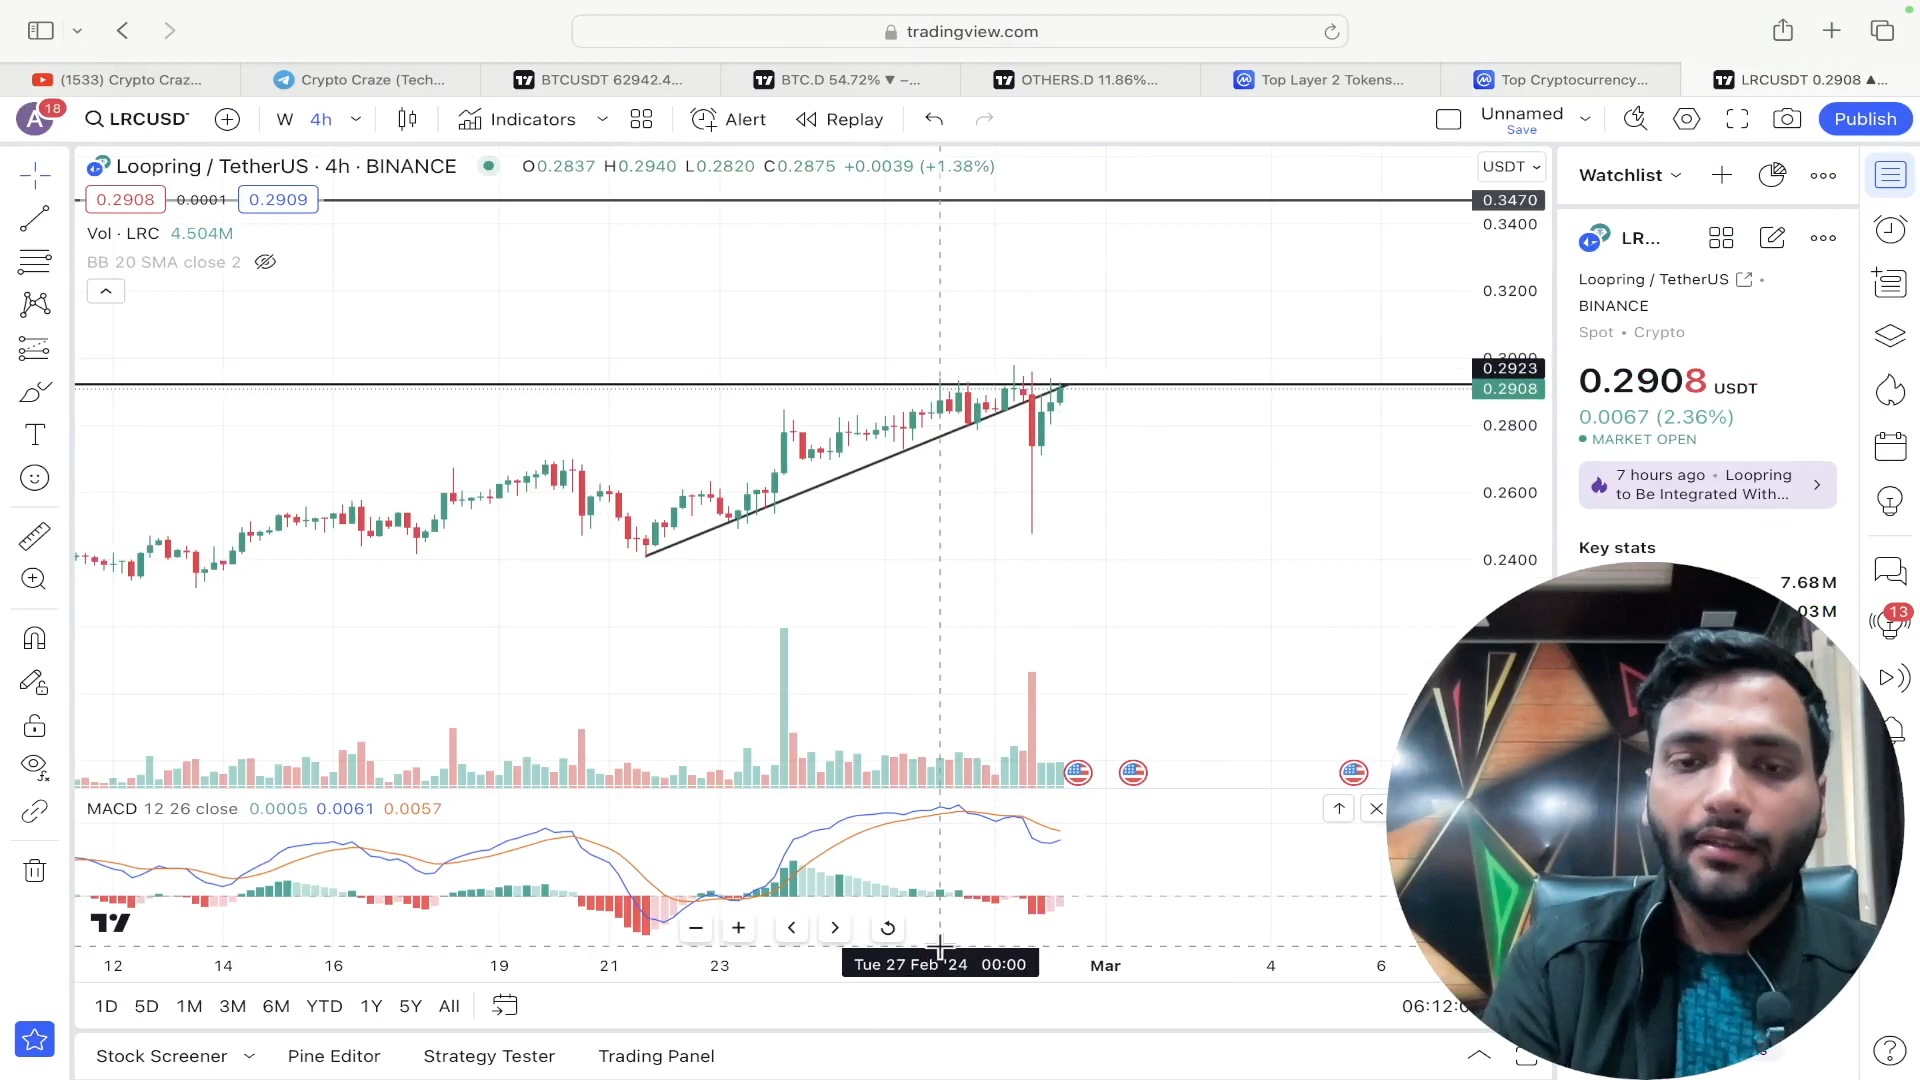 tradingview.com
(1533) Crypto Craz...
Crypto Craze (Tech...
BTCUSDT 62942.4...
BTC.D 54.72% ▼ −...
OTHERS.D 11.86%...
Top Layer 2 Tokens...
Top Cryptocurrency...
LRCUSDT 0.2908 ▲...
A
18
LRCUSDT
W
4h
Indicators
Alert
Replay
Unnamed
Save
Publish
Loopring / TetherUS · 4h · BINANCE
O0.2837 H0.2940 L0.2820 C0.2875 +0.0039 (+1.38%)
USDT
0.2908
0.0001
0.2909
Vol · LRC 4.504M
BB 20 SMA close 2
0.3470
0.3400
0.3200
0.3000
0.2923
0.2908
0.2800
0.2600
0.2400
Watchlist
LR...
Loopring / TetherUS
BINANCE
Spot • Crypto
0.2908 USDT
0.0067 (2.36%)
MARKET OPEN
7 hours ago • Loopring
to Be Integrated With...
Key stats
7.68M
03M
13
MACD 12 26 close 0.0005 0.0061 0.0057
12
14
16
19
21
23
Tue 27 Feb '24 00:00
Mar
4
6
1D
5D
1M
3M
6M
YTD
1Y
5Y
All
Stock Screener
Pine Editor
Strategy Tester
Trading Panel